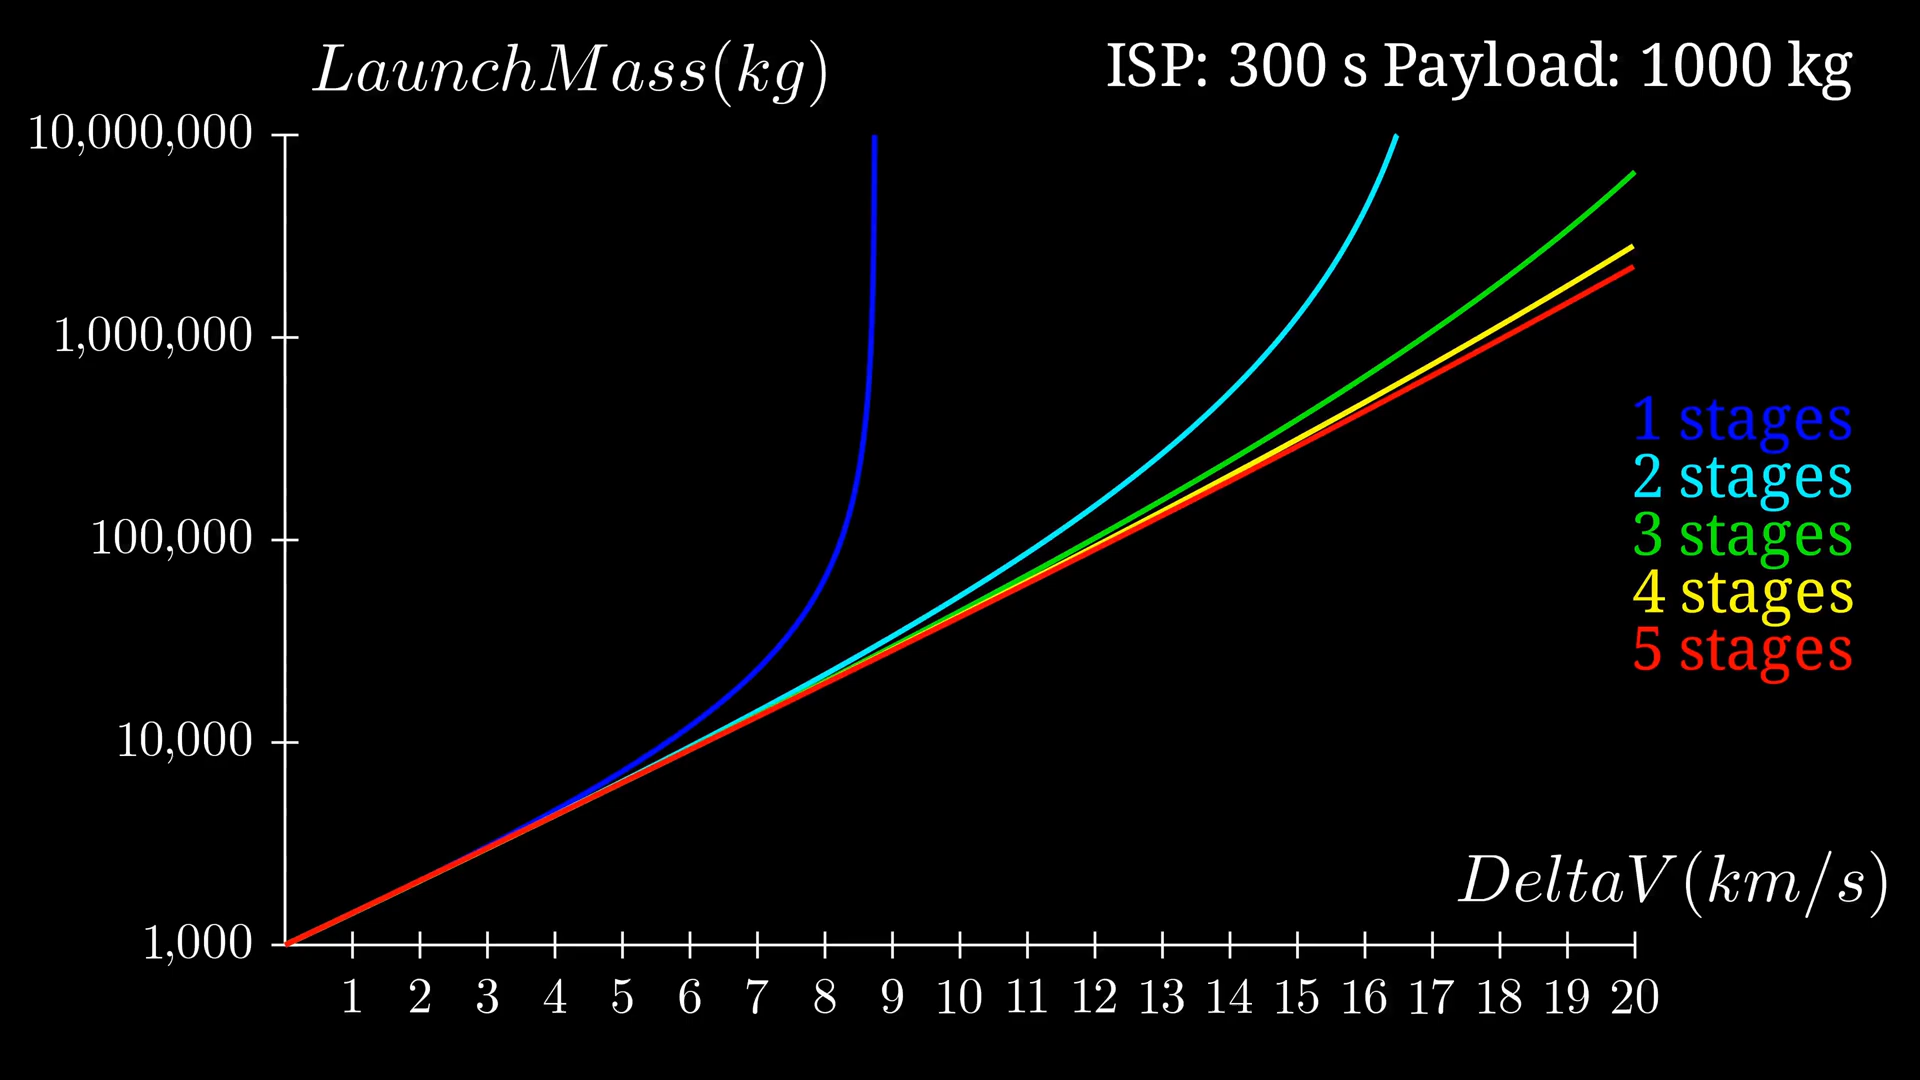 LaunchMass(kg)
ISP: 300 s Payload: 1000 kg
10,000,000
1,000,000
100,000
10,000
1,000
1 stages
2 stages
3 stages
4 stages
5 stages
DeltaV(km/s)
1 2 3 4 5 6 7 8 9 10 11 12 13 14 15 16 17 18 19 20